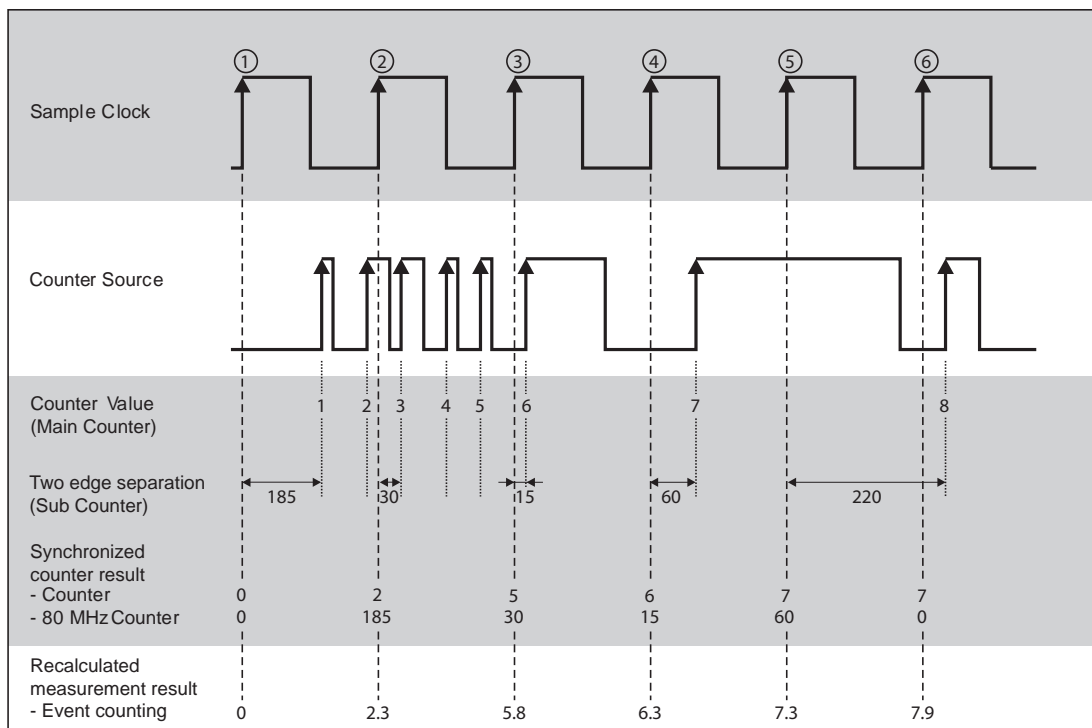 ① ② ③ ④ ⑤ ⑥
Sample Clock
Counter Source
Counter Value 1 2 3 4 5 6 7 8
(Main Counter)
Two edge separation
(Sub Counter) 185 30 15 60 220
Synchronized
counter result
- Counter 0 2 5 6 7 7
- 80 MHz Counter 0 185 30 15 60 0
Recalculated
measurement result
- Event counting 0 2.3 5.8 6.3 7.3 7.9